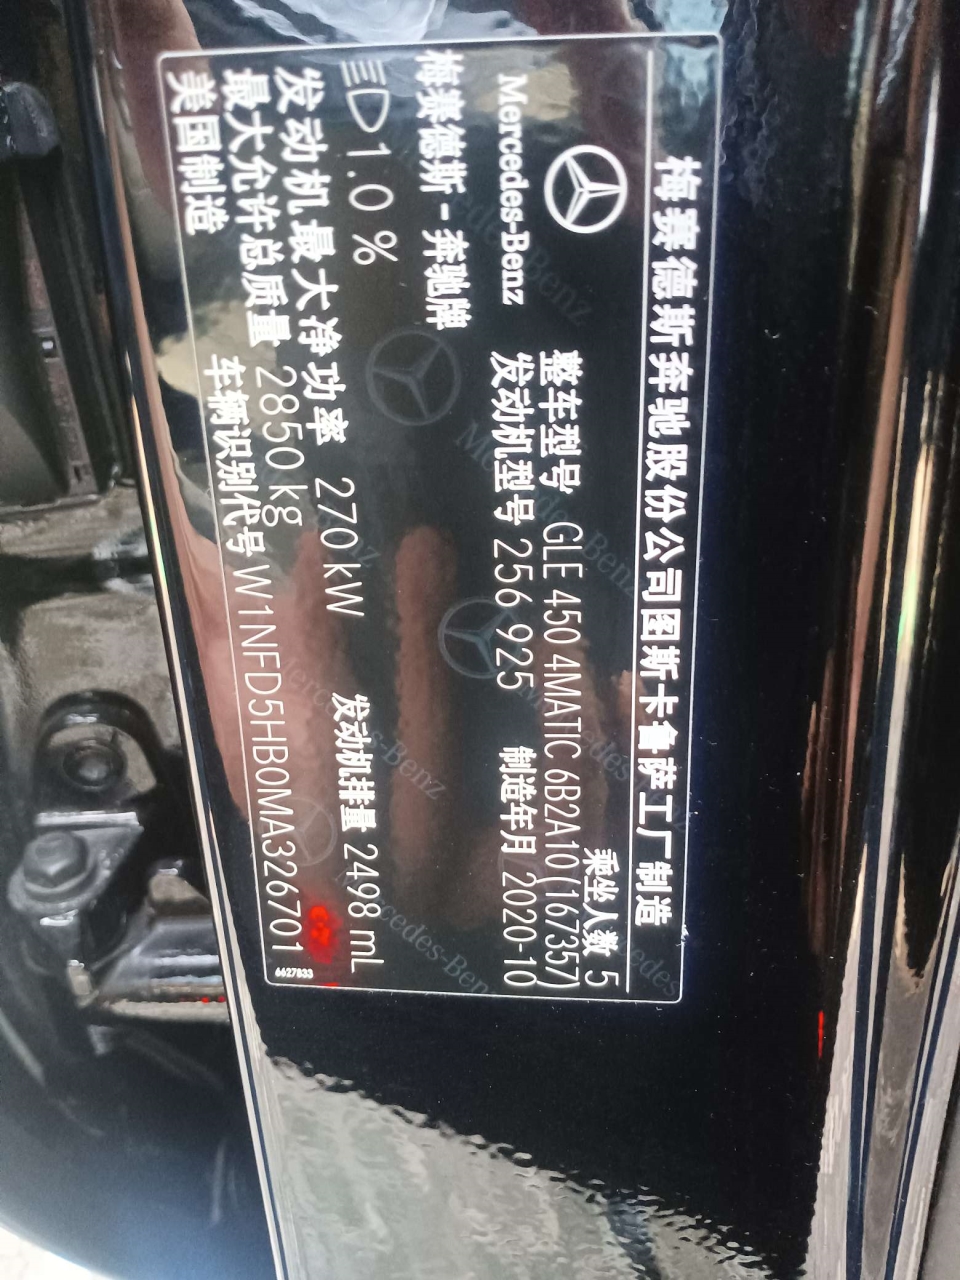 梅赛德斯奔驰股份公司图斯卡鲁萨工厂制造
乘坐人数 5
整车型号 GLE 450 4MATIC 6B2A10(167357)
发动机型号 256 925 制造年月 2020-10
Mercedes-Benz
梅赛德斯-奔驰牌
1.0 %
发动机最大净功率 270 kW 发动机排量 2498 mL
最大允许总质量 2850 kg
车辆识别代号 W1NFD5HB0MA326701
美国制造
6627833